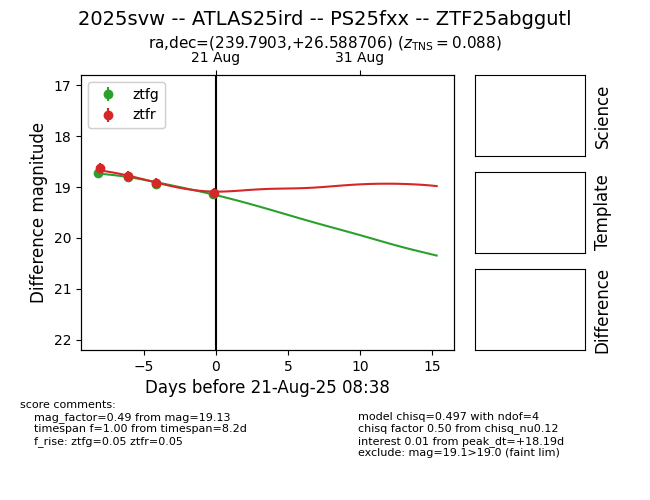 2025svw -- ATLAS25ird -- PS25fxx -- ZTF25abggutl
ra,dec=(239.7903,+26.588706) (z_TNS = 0.088)
21 Aug
31 Aug
17
18
19
20
21
22
Difference magnitude
ztfg
ztfr
−5
0
5
10
15
Days before 21-Aug-25 08:38
Science
Template
Difference
score comments:
mag_factor=0.49 from mag=19.13
timespan f=1.00 from timespan=8.2d
f_rise: ztfg=0.05 ztfr=0.05
model chisq=0.497 with ndof=4
chisq factor 0.50 from chisq_nu0.12
interest 0.01 from peak_dt=+18.19d
exclude: mag=19.1>19.0 (faint lim)